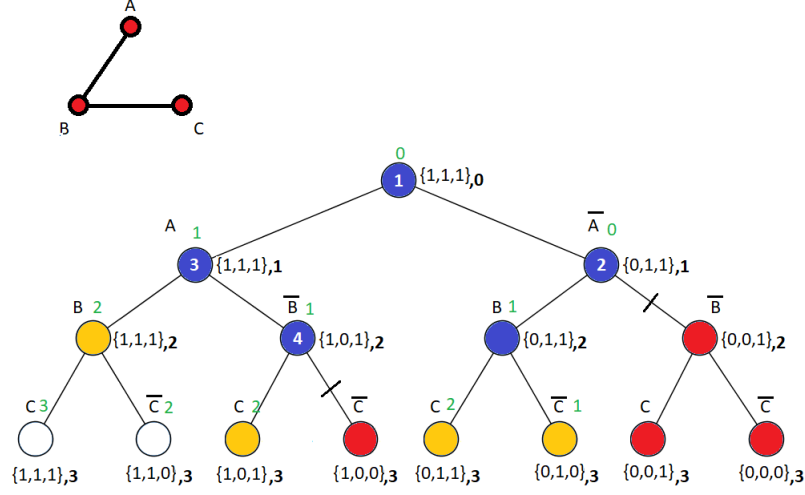 A
B C
0
1 {1,1,1},0
A 1 A̅ 0
3 {1,1,1},1 2 {0,1,1},1
B 2 B̅ 1 B 1 B̅
{1,1,1},2 4 {1,0,1},2 {0,1,1},2 {0,0,1},2
C 3 C̅ 2 C 2 C̅ C 2 C̅ 1 C C̅
{1,1,1},3 {1,1,0},3 {1,0,1},3 {1,0,0},3 {0,1,1},3 {0,1,0},3 {0,0,1},3 {0,0,0},3